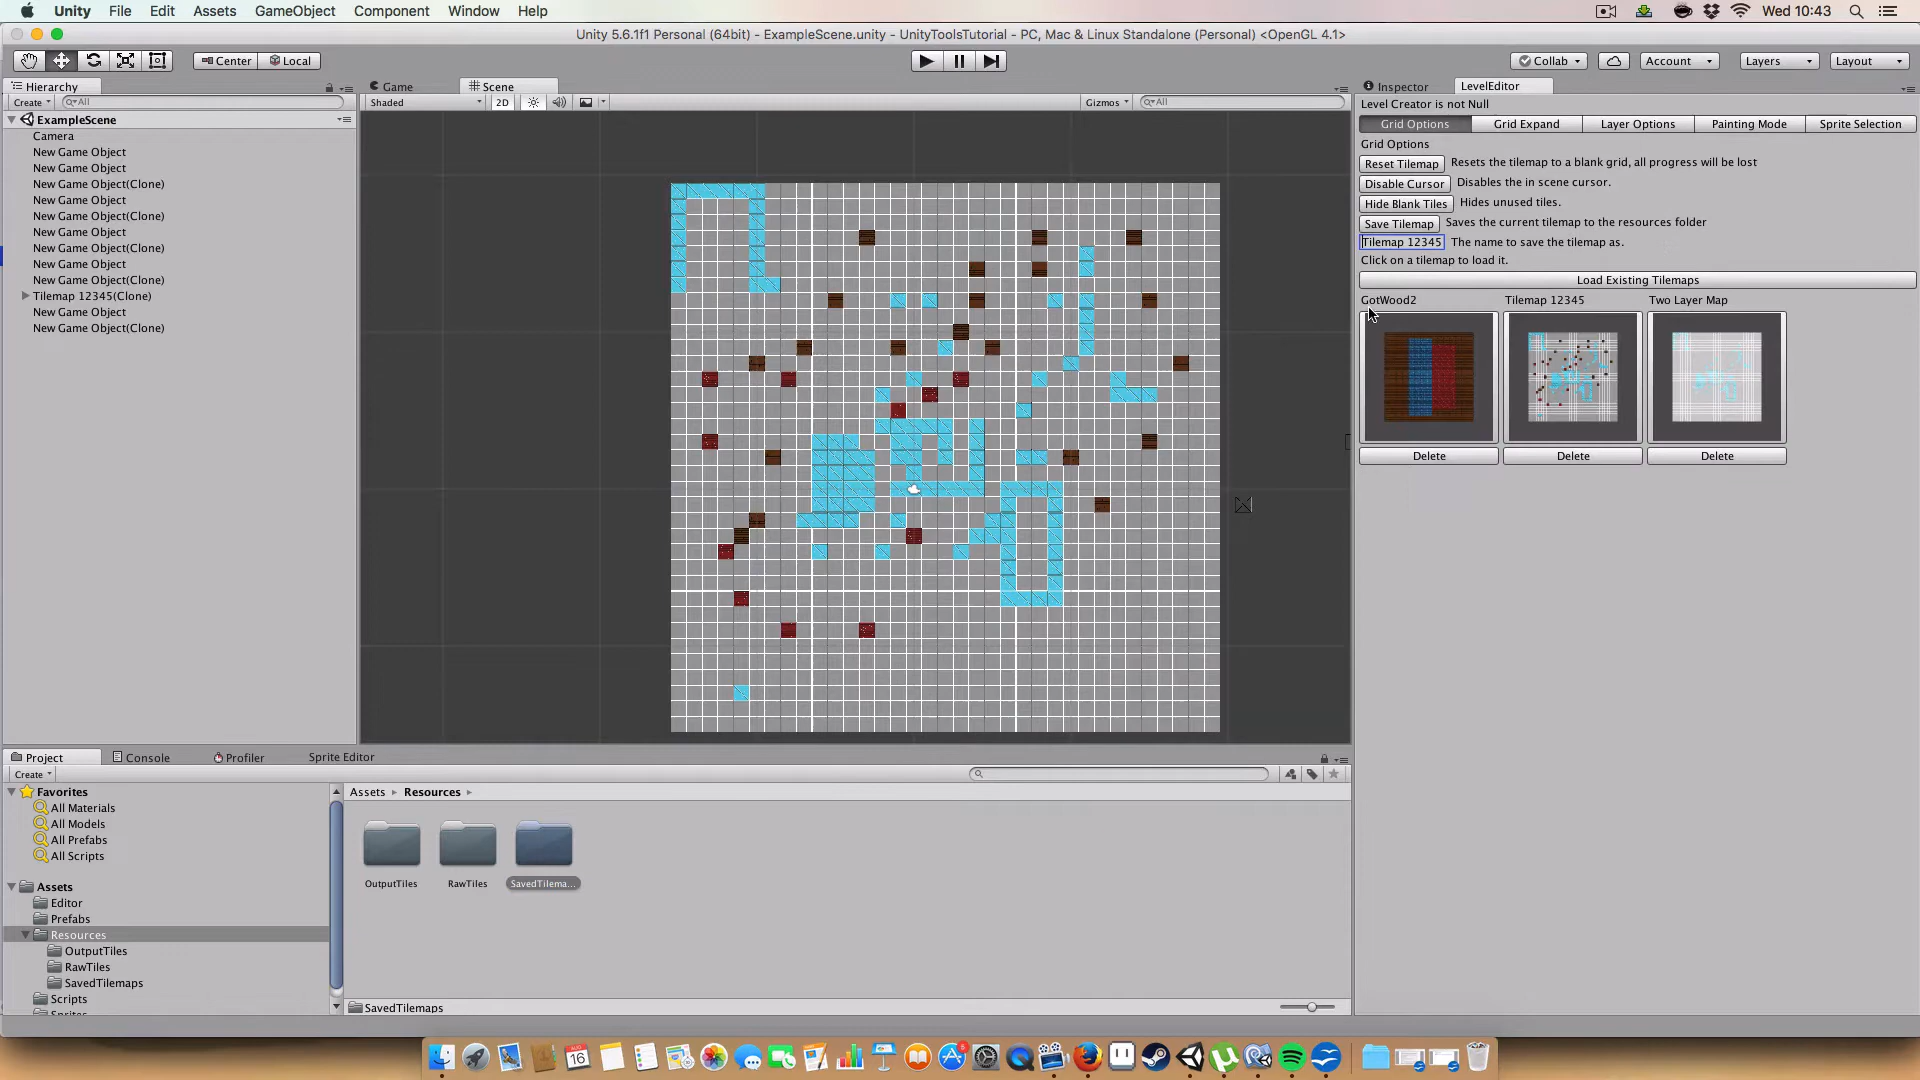 Unity File Edit Assets GameObject Component Window Help Wed 10:43
Unity 5.6.1f1 Personal (64bit) - ExampleScene.unity - UnityToolsTutorial - PC, Mac & Linux Standalone (Personal) <OpenGL 4.1>
Center Local Collab Account Layers Layout
Hierarchy Game Scene Inspector LevelEditor
Create All Shaded 2D Gizmos All
Level Creator is not Null
ExampleScene
Grid Options Grid Expand Layer Options Painting Mode Sprite Selection
Camera
New Game Object
New Game Object
New Game Object(Clone)
New Game Object
New Game Object(Clone)
New Game Object
New Game Object(Clone)
New Game Object
New Game Object(Clone)
Tilemap 12345(Clone)
New Game Object
New Game Object(Clone)
Grid Options
Reset Tilemap Resets the tilemap to a blank grid, all progress will be lost
Disable Cursor Disables the in scene cursor.
Hide Blank Tiles Hides unused tiles.
Save Tilemap Saves the current tilemap to the resources folder
Tilemap 12345 The name to save the tilemap as.
Click on a tilemap to load it.
Load Existing Tilemaps
GotWood2 Tilemap 12345 Two Layer Map
Delete Delete Delete
Project Console Profiler Sprite Editor
Create
Favorites
All Materials
All Models
All Prefabs
All Scripts
Assets
Editor
Prefabs
Resources
OutputTiles
RawTiles
SavedTilemaps
Scripts
Sprites
Assets Resources
OutputTiles RawTiles SavedTilema...
SavedTilemaps
AUG
16